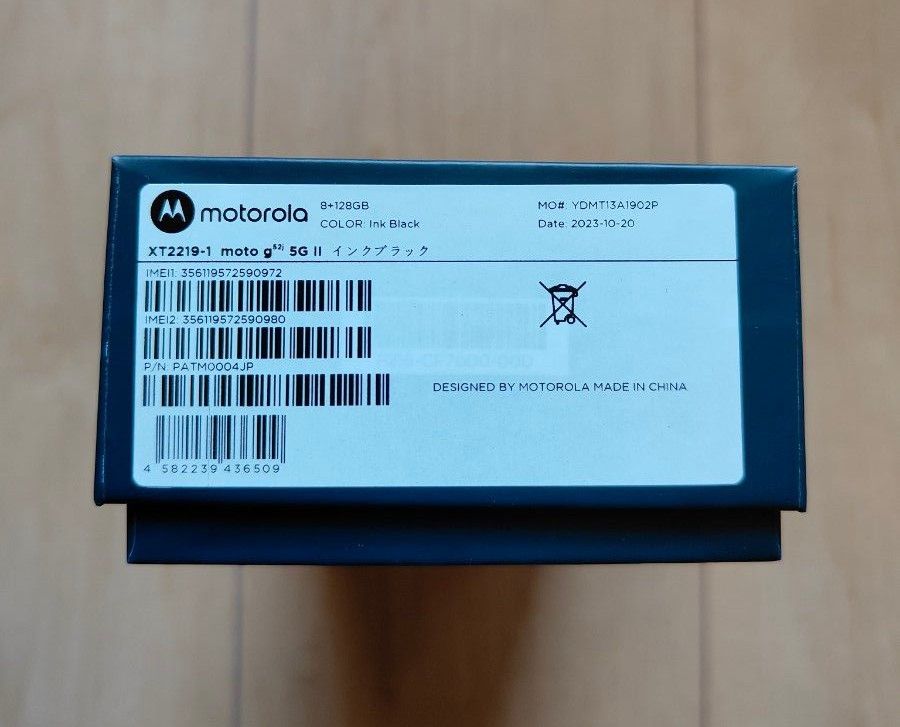 motorola
8+128GB
COLOR: Ink Black
MO#: YDMT13A1902P
Date: 2023-10-20
XT2219-1 moto g52j 5G II インクブラック
IMEI1: 356119572590972
IMEI2: 356119572590980
P/N: PATM0004JP
DESIGNED BY MOTOROLA MADE IN CHINA
4 582239 436509